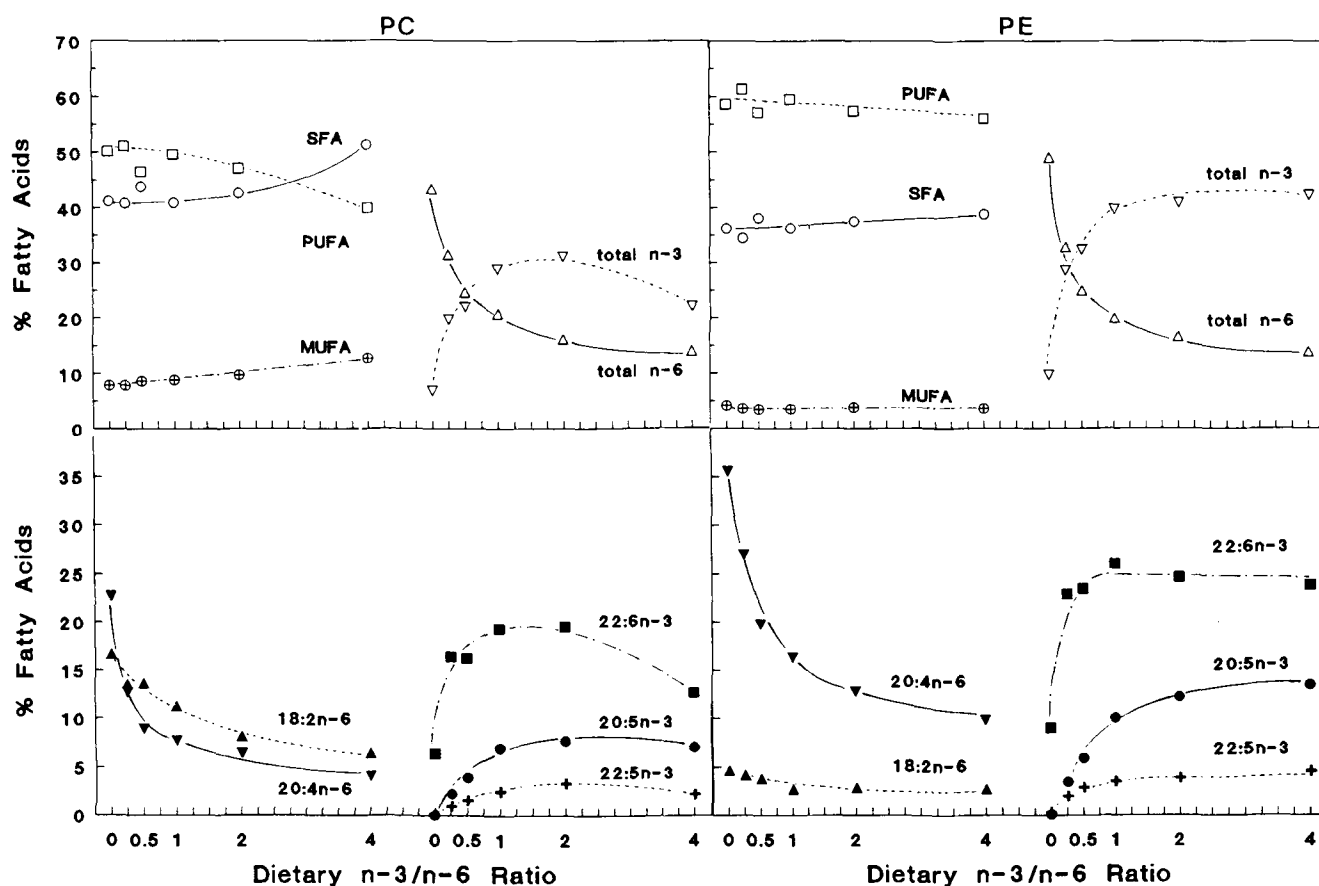 PC
PE
% Fatty Acids
70
60
50
40
30
20
10
0
SFA
PUFA
MUFA
total n-3
total n-6
PUFA
SFA
MUFA
total n-3
total n-6
% Fatty Acids
35
30
25
20
15
10
5
0
18:2n-6
20:4n-6
22:6n-3
20:5n-3
22:5n-3
20:4n-6
18:2n-6
22:6n-3
20:5n-3
22:5n-3
0 0.5 1 2 4 0 0.5 1 2 4 0 0.5 1 2 4 0 0.5 1 2 4
Dietary n-3/n-6 Ratio
Dietary n-3/n-6 Ratio